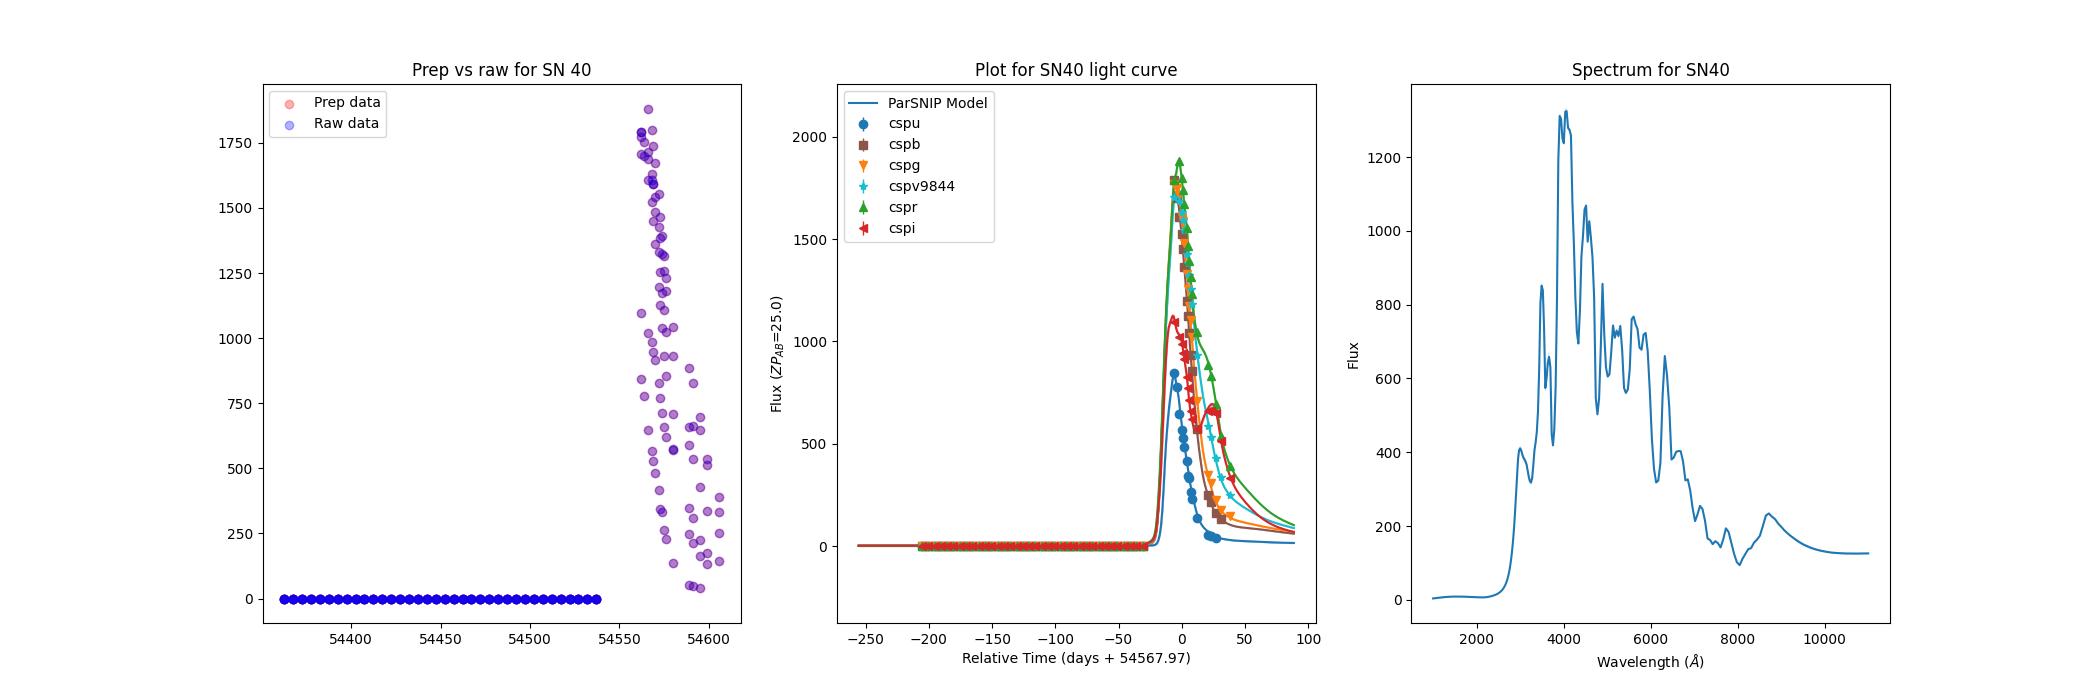 Prep vs raw for SN 40
Prep data
Raw data
1750
1500
1250
1000
750
500
250
0
54400
54450
54500
54550
54600
Plot for SN40 light curve
ParSNIP Model
cspu
cspb
cspg
cspv9844
cspr
cspi
Flux (ZP_AB=25.0)
2000
1500
1000
500
0
−250
−200
−150
−100
−50
0
50
100
Relative Time (days + 54567.97)
Spectrum for SN40
Flux
1200
1000
800
600
400
200
0
2000
4000
6000
8000
10000
Wavelength (Å)